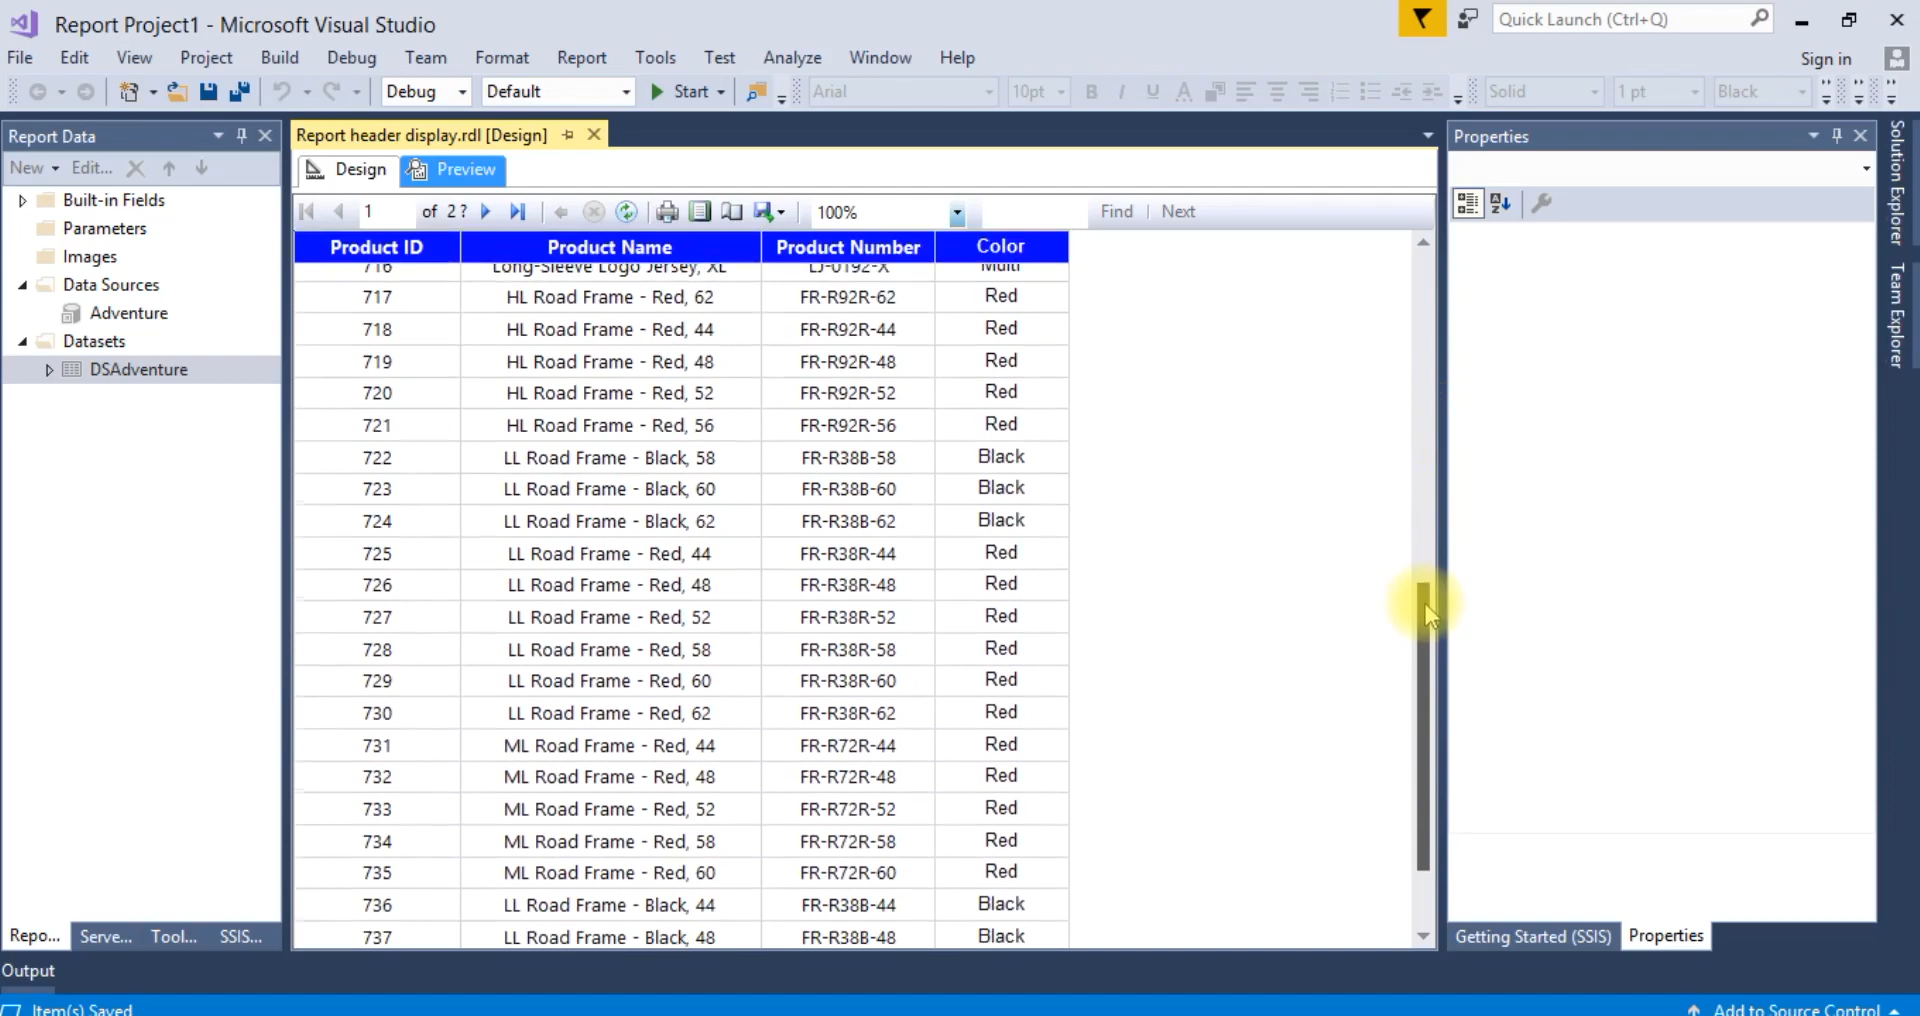 Report Project1 - Microsoft Visual Studio
Quick Launch (Ctrl+Q)
File Edit View Project Build Debug Team Format Report Tools Test Analyze Window Help
Sign in
Debug Default Start Arial 10pt B I U A Solid 1 pt Black
Report Data
Report header display.rdl [Design]
Properties
New Edit...
Design Preview
Built-in Fields
Parameters
Images
Data Sources
Adventure
Datasets
DSAdventure
1 of 2 ? 100% Find Next
Product ID Product Name Product Number Color
716 Long-Sleeve Logo Jersey, XL LJ-0192-X Multi
717 HL Road Frame - Red, 62 FR-R92R-62 Red
718 HL Road Frame - Red, 44 FR-R92R-44 Red
719 HL Road Frame - Red, 48 FR-R92R-48 Red
720 HL Road Frame - Red, 52 FR-R92R-52 Red
721 HL Road Frame - Red, 56 FR-R92R-56 Red
722 LL Road Frame - Black, 58 FR-R38B-58 Black
723 LL Road Frame - Black, 60 FR-R38B-60 Black
724 LL Road Frame - Black, 62 FR-R38B-62 Black
725 LL Road Frame - Red, 44 FR-R38R-44 Red
726 LL Road Frame - Red, 48 FR-R38R-48 Red
727 LL Road Frame - Red, 52 FR-R38R-52 Red
728 LL Road Frame - Red, 58 FR-R38R-58 Red
729 LL Road Frame - Red, 60 FR-R38R-60 Red
730 LL Road Frame - Red, 62 FR-R38R-62 Red
731 ML Road Frame - Red, 44 FR-R72R-44 Red
732 ML Road Frame - Red, 48 FR-R72R-48 Red
733 ML Road Frame - Red, 52 FR-R72R-52 Red
734 ML Road Frame - Red, 58 FR-R72R-58 Red
735 ML Road Frame - Red, 60 FR-R72R-60 Red
736 LL Road Frame - Black, 44 FR-R38B-44 Black
737 LL Road Frame - Black, 48 FR-R38B-48 Black
Solution Explorer
Team Explorer
Repo... Serve... Tool... SSIS...
Getting Started (SSIS) Properties
Output
Item(s) Saved
Add to Source Control